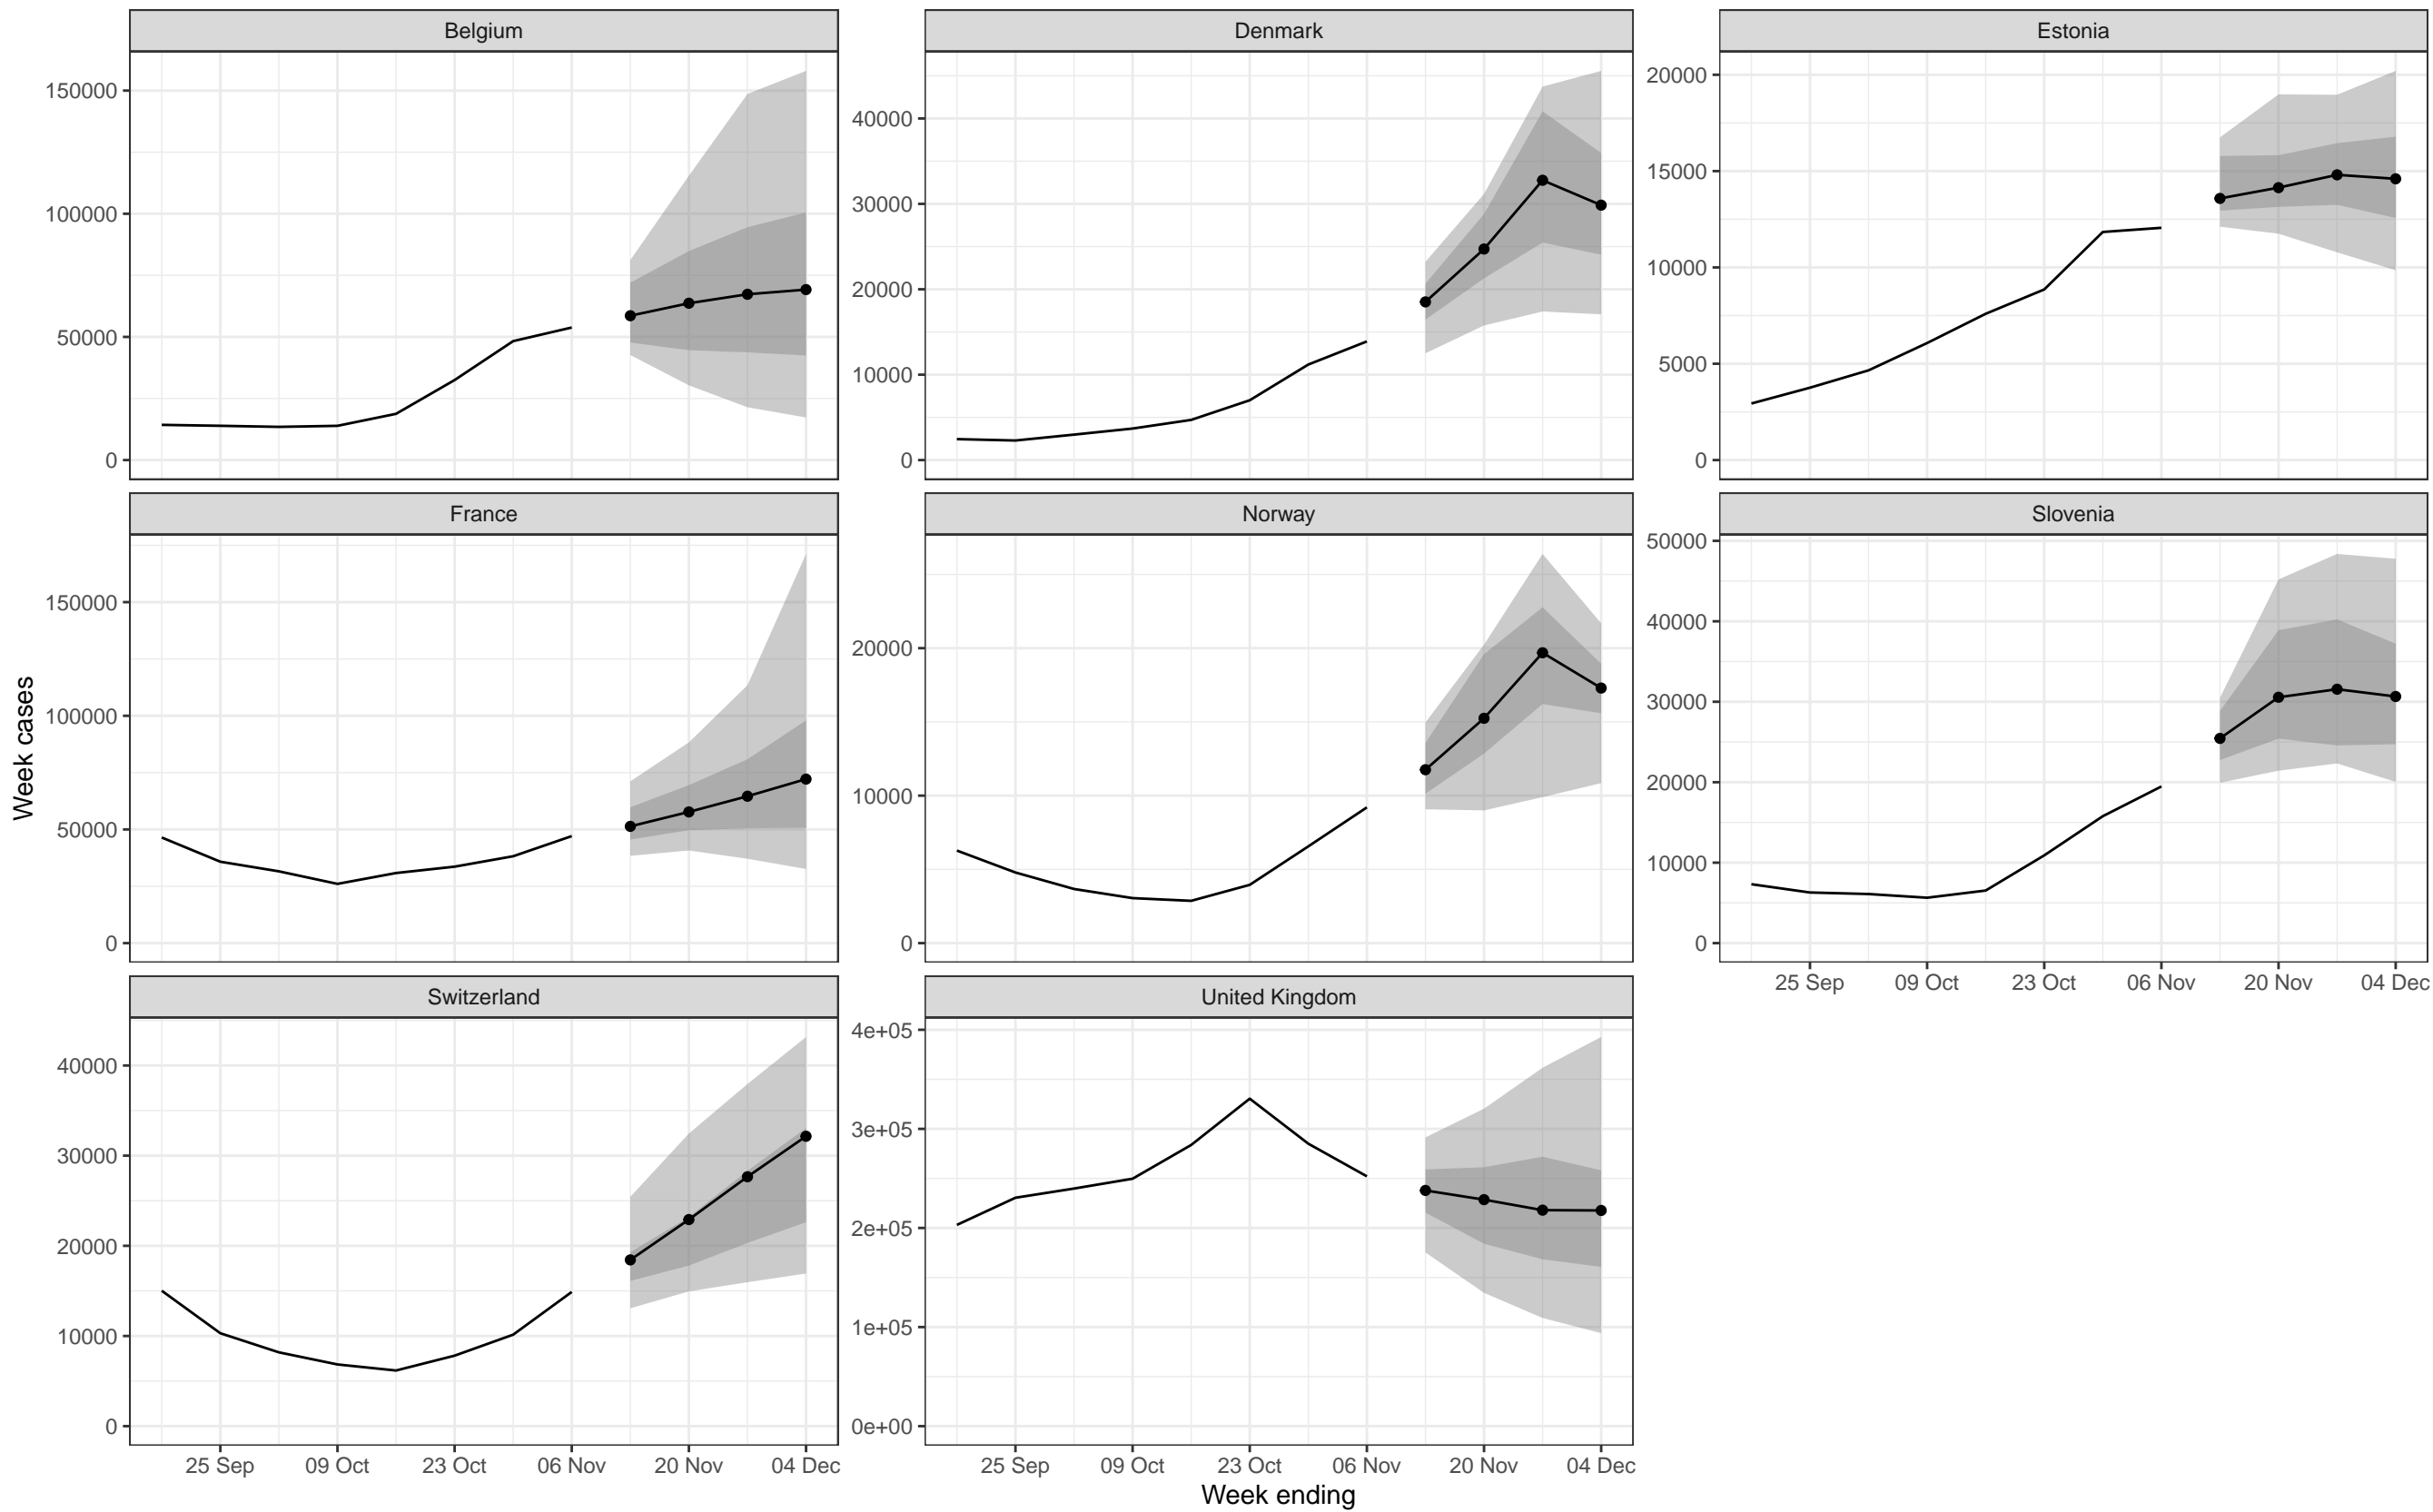 Belgium
Denmark
Estonia
150000
100000
50000
0
40000
30000
20000
10000
0
20000
15000
10000
5000
0
France
Norway
Slovenia
150000
100000
50000
0
20000
10000
0
50000
40000
30000
20000
10000
0
25 Sep 09 Oct 23 Oct 06 Nov 20 Nov 04 Dec
Week cases
Switzerland
United Kingdom
40000
30000
20000
10000
0
4e+05
3e+05
2e+05
1e+05
0e+00
25 Sep 09 Oct 23 Oct 06 Nov 20 Nov 04 Dec
25 Sep 09 Oct 23 Oct 06 Nov 20 Nov 04 Dec
Week ending